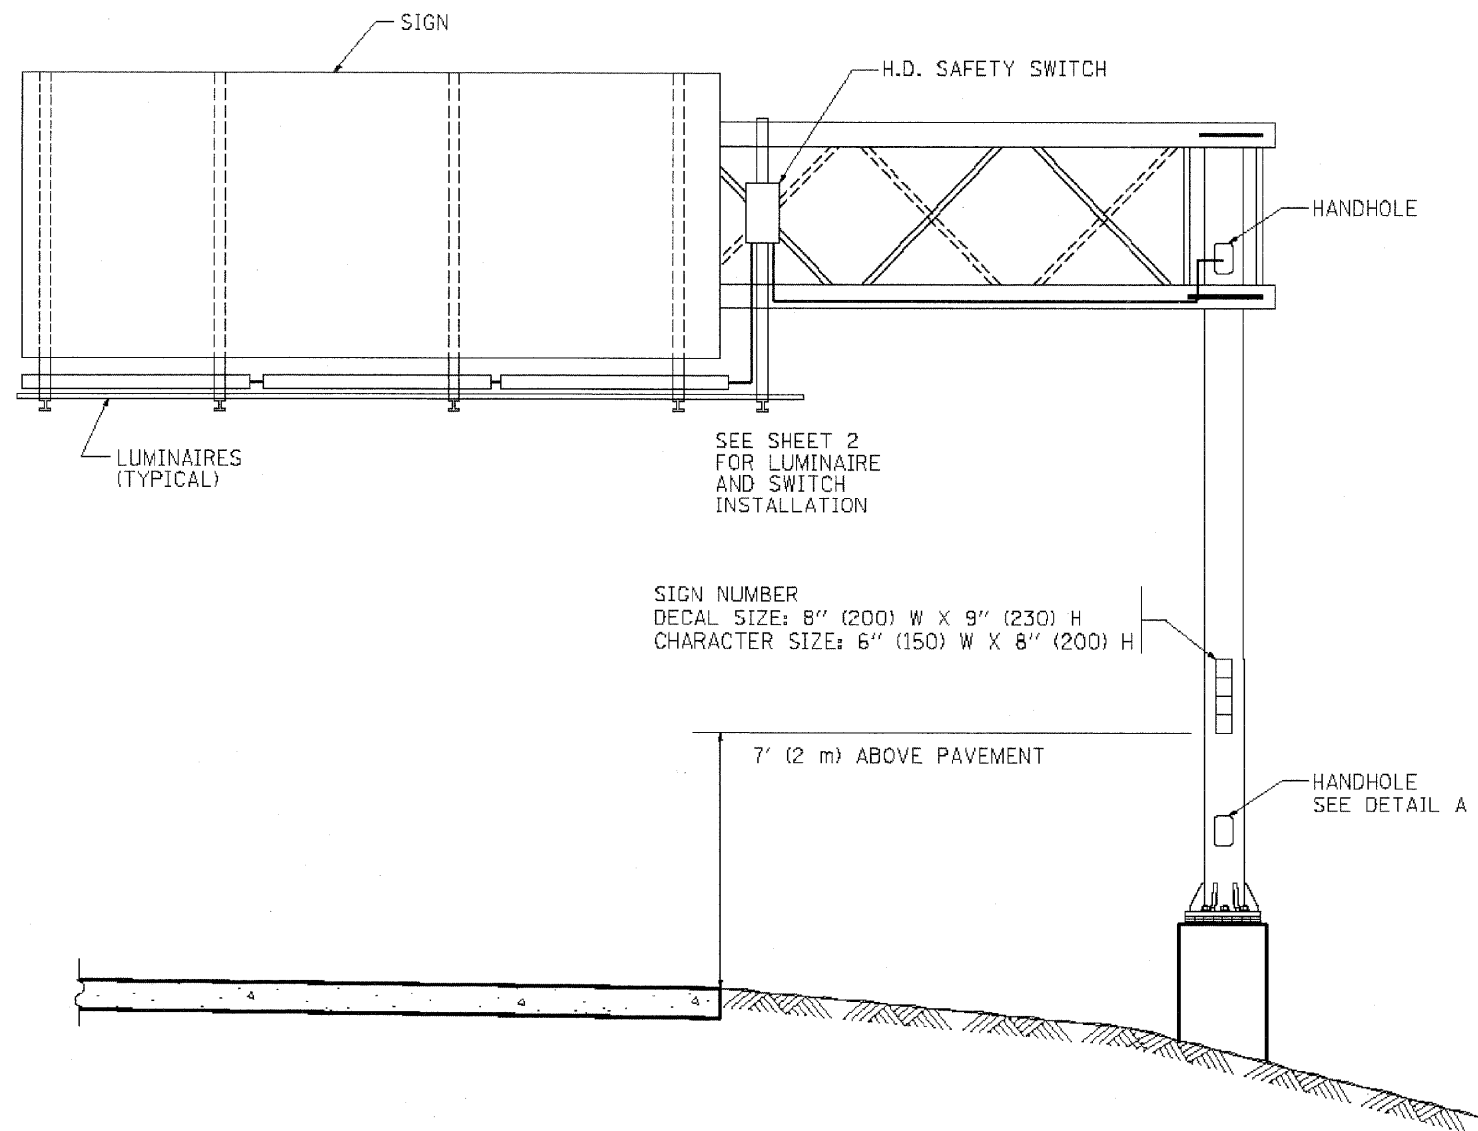 SIGN
H.D. SAFETY SWITCH
HANDHOLE
LUMINAIRES
(TYPICAL)
SEE SHEET 2
FOR LUMINAIRE
AND SWITCH
INSTALLATION
SIGN NUMBER
DECAL SIZE: 8" (200) W X 9" (230) H
CHARACTER SIZE: 6" (150) W X 8" (200) H
7' (2 m) ABOVE PAVEMENT
HANDHOLE
SEE DETAIL A